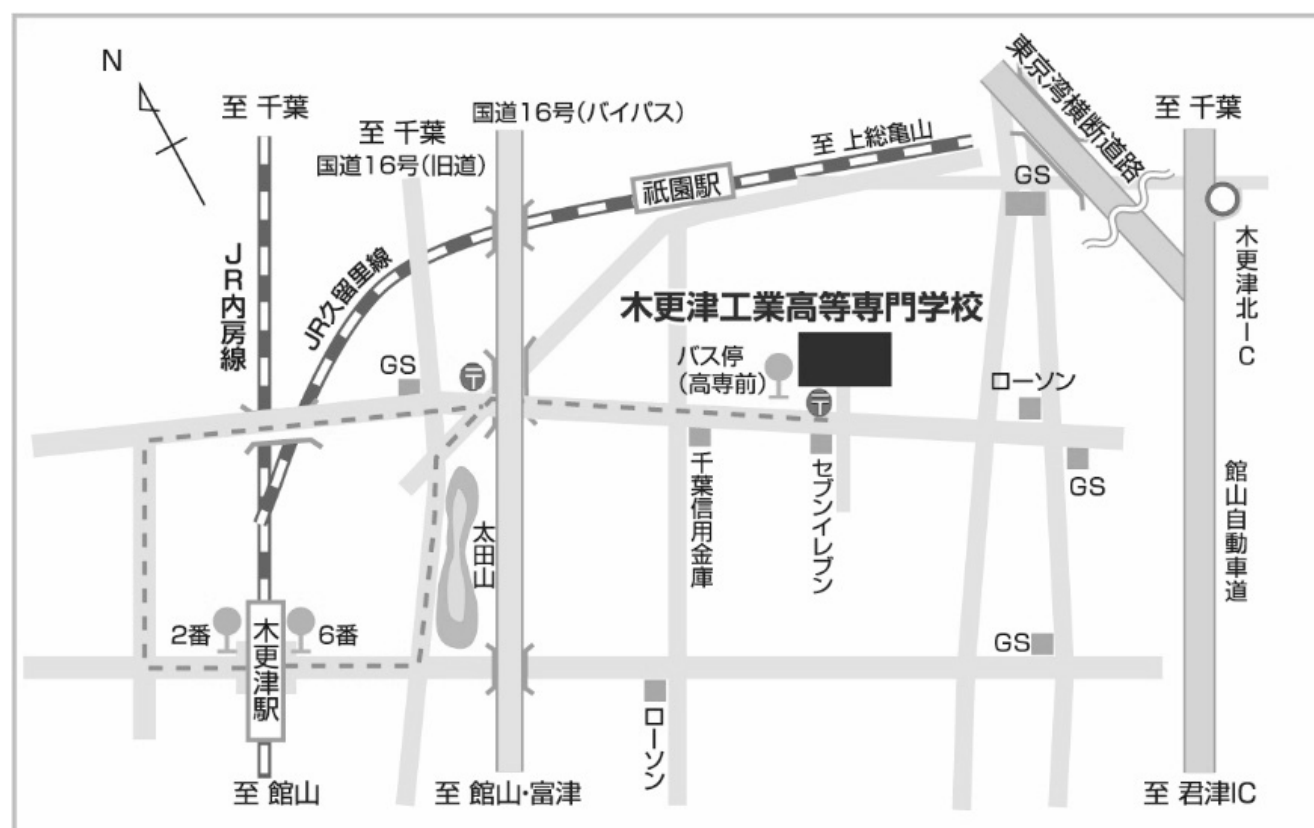 N
至 千葉
至 千葉
国道16号(旧道)
国道16号(バイパス)
至 上総亀山
東京湾横断道路
至 千葉
祇園駅
GS
JR内房線
JR久留里線
木更津北IC
木更津工業高等専門学校
GS
〒
バス停
(高専前)
〒
ローソン
GS
千葉信用金庫
セブンイレブン
館山自動車道
太田山
2番
木更津駅
6番
GS
ローソン
至 館山
至 館山・富津
至 君津IC